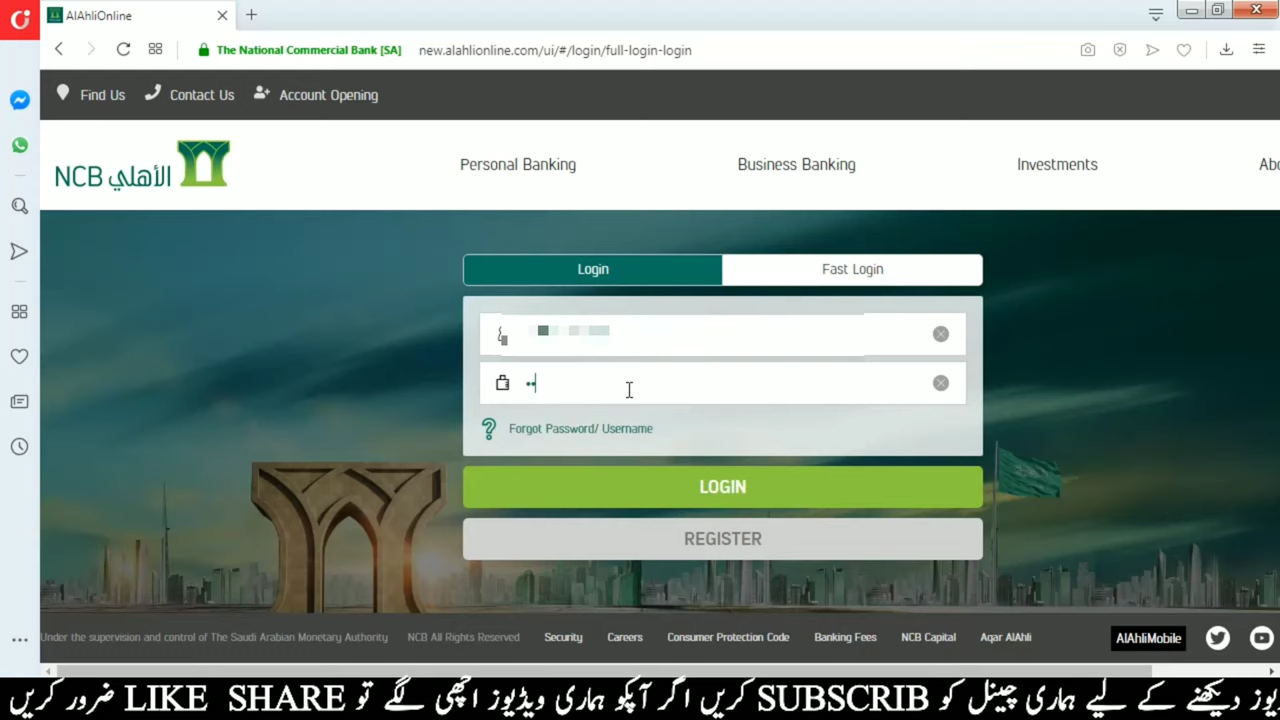 AlAhliOnline
The National Commercial Bank [SA] new.alahlionline.com/ui/#/login/full-login-login
Find Us Contact Us Account Opening
NCB الأهلي
Personal Banking Business Banking Investments Abo
Login Fast Login
Forgot Password/ Username
LOGIN
REGISTER
Under the supervision and control of The Saudi Arabian Monetary Authority NCB All Rights Reserved Security Careers Consumer Protection Code Banking Fees NCB Capital Aqar AlAhli AlAhliMobile
یوز دیکھنے کے لیے ہماری چینل کو SUBSCRIB کریں اگر آپکو ہماری ویڈیوز اچھی لگے تو LIKE SHARE ضرور کریں